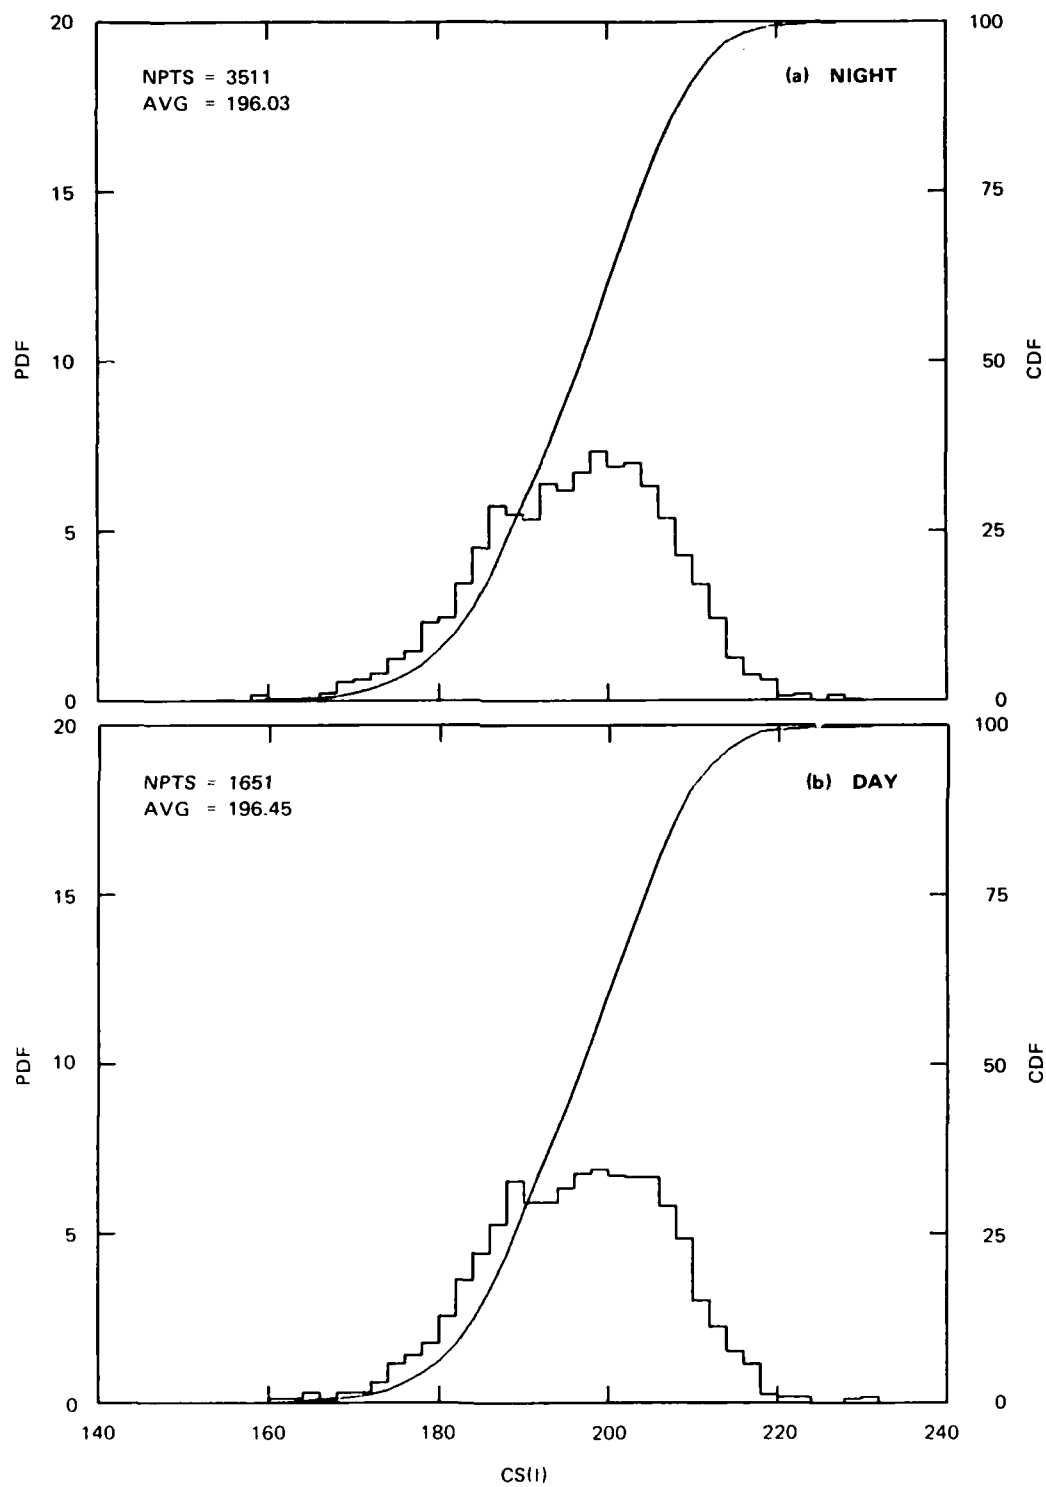 20
100
NPTS = 3511
AVG = 196.03
(a) NIGHT
15
75
PDF
10
50
CDF
5
25
0
0
20
100
NPTS = 1651
AVG = 196.45
(b) DAY
15
75
PDF
10
50
CDF
5
25
0
0
140 160 180 200 220 240
CS(I)